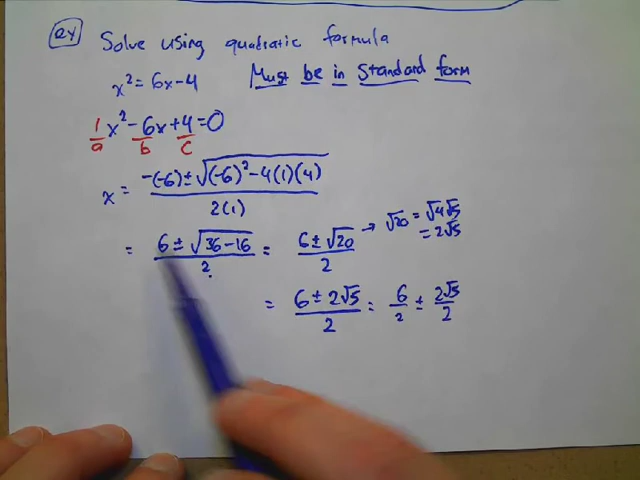 ex Solve using quadratic formula
x² = 6x - 4 Must be in standard form
1x² - 6x + 4 = 0
a b c
x = -(-6) ± √(-6)² - 4(1)(4) / 2(1)
= 6 ± √36 - 16 / 2 = 6 ± √20 / 2 → √20 = √4 √5
= 2√5
= 6 ± 2√5 / 2 = 6/2 ± 2√5/2